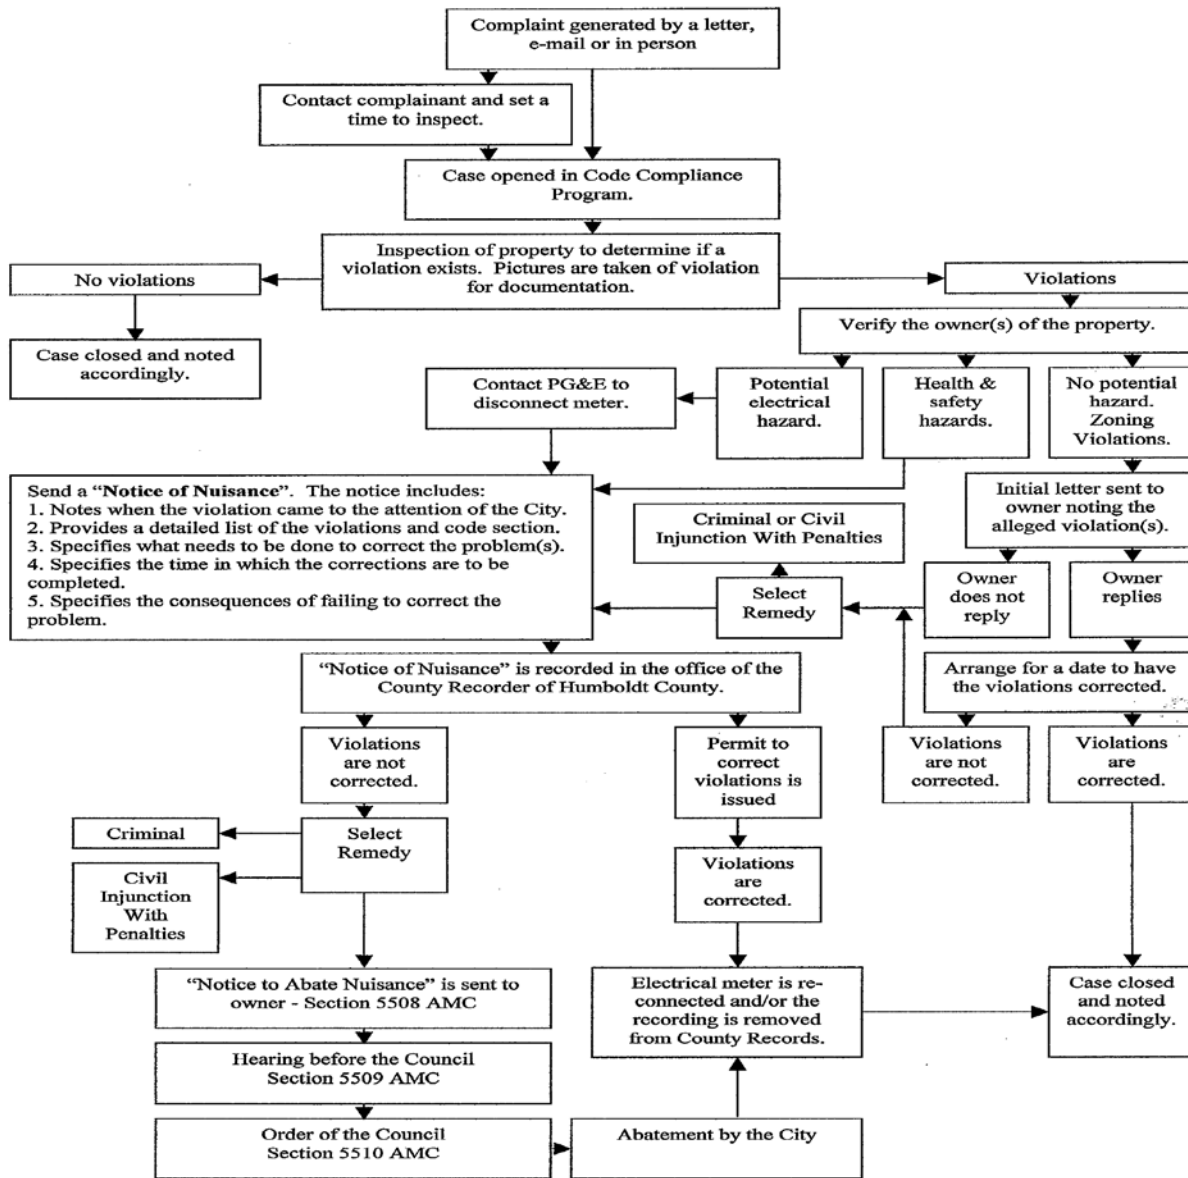 Complaint generated by a letter,
e-mail or in person
Contact complainant and set a
time to inspect.
Case opened in Code Compliance
Program.
Inspection of property to determine if a
violation exists.  Pictures are taken of violation
for documentation.
No violations
Violations
Case closed and noted
accordingly.
Verify the owner(s) of the property.
Contact PG&E to
disconnect meter.
Potential
electrical
hazard.
Health &
safety
hazards.
No potential
hazard.
Zoning
Violations.
Send a “Notice of Nuisance”.  The notice includes:
1. Notes when the violation came to the attention of the City.
2. Provides a detailed list of the violations and code section.
3. Specifies what needs to be done to correct the problem(s).
4. Specifies the time in which the corrections are to be
completed.
5. Specifies the consequences of failing to correct the
problem.
Initial letter sent to
owner noting the
alleged violation(s).
Criminal or Civil
Injunction With Penalties
Select
Remedy
Owner
does not
reply
Owner
replies
“Notice of Nuisance” is recorded in the office of the
County Recorder of Humboldt County.
Arrange for a date to have
the violations corrected.
Violations
are not
corrected.
Permit to
correct
violations is
issued
Violations
are not
corrected.
Violations
are
corrected.
Criminal
Select
Remedy
Civil
Injunction
With
Penalties
Violations
are
corrected.
“Notice to Abate Nuisance” is sent to
owner - Section 5508 AMC
Electrical meter is re-
connected and/or the
recording is removed
from County Records.
Case closed
and noted
accordingly.
Hearing before the Council
Section 5509 AMC
Order of the Council
Section 5510 AMC
Abatement by the City